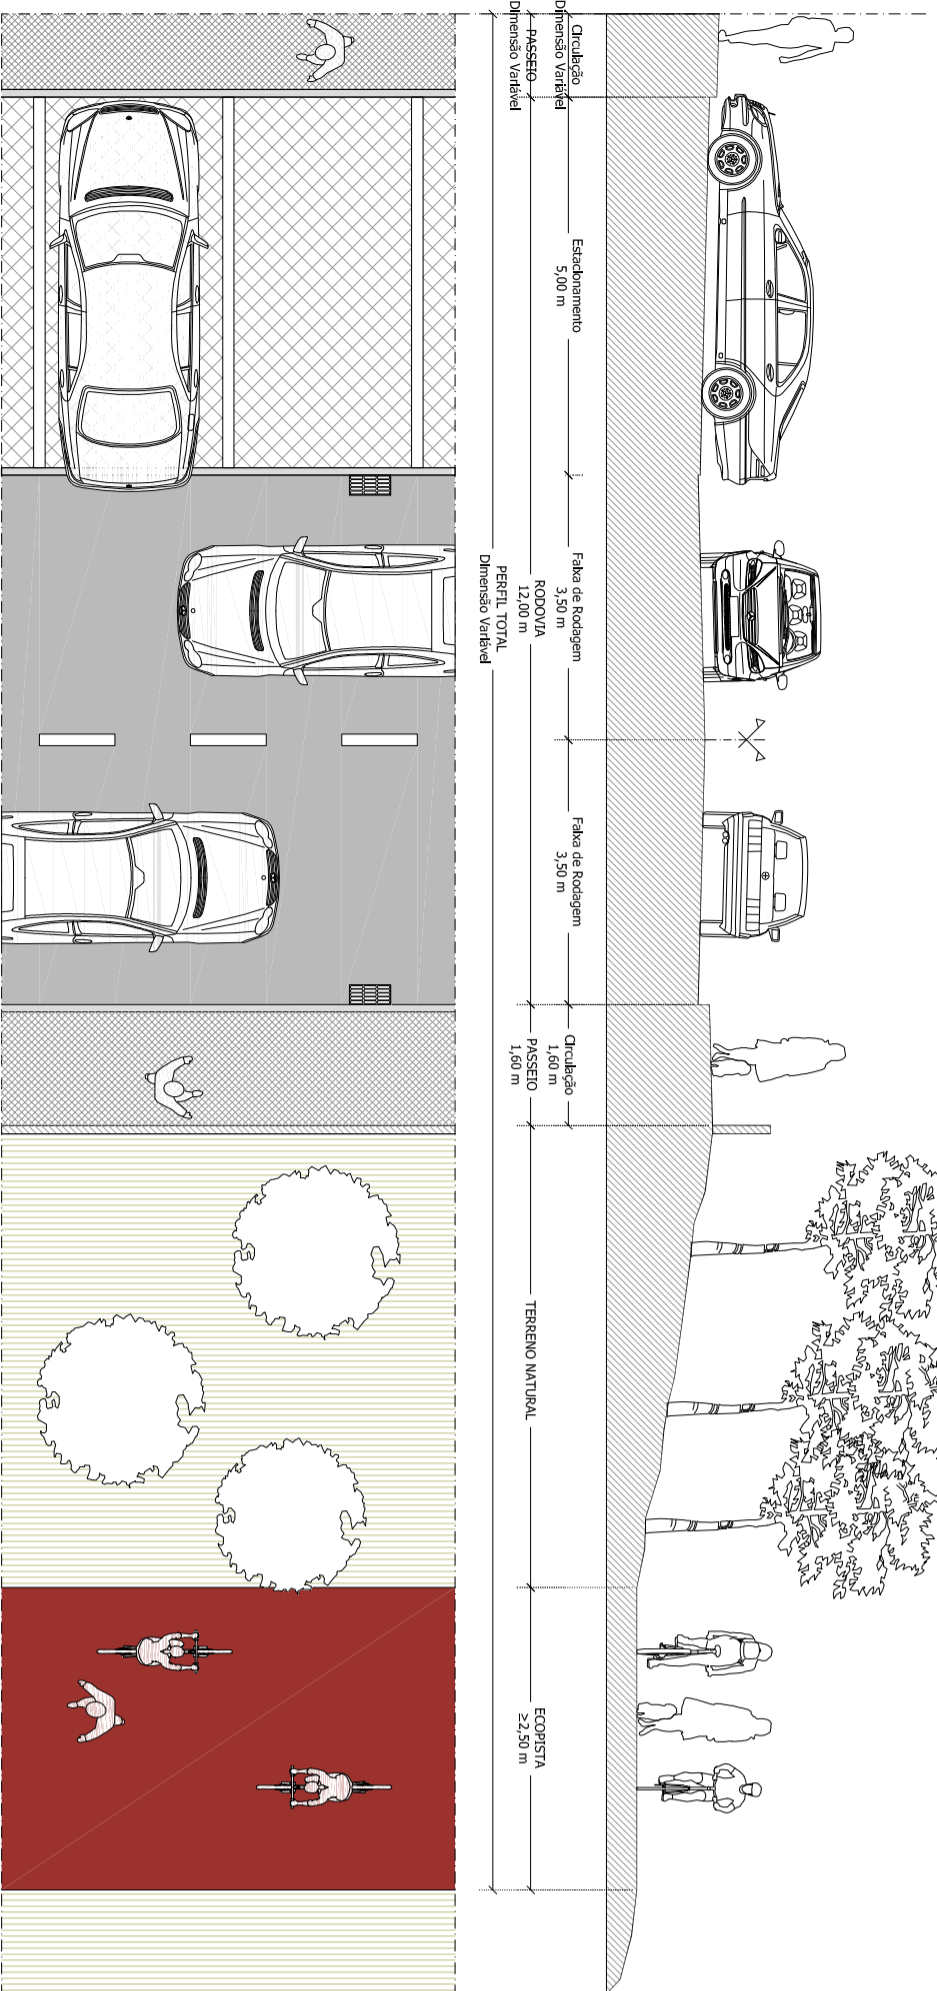 Circulação
Dimensão Variável
PASSEIO
Dimensão Variável
Estacionamento
5,00 m
Faixa de Rodagem
3,50 m
RODOVIA
12,00 m
PERFIL TOTAL
Dimensão Variável
Faixa de Rodagem
3,50 m
Circulação
1,60 m
PASSEIO
1,60 m
TERRENO NATURAL
ECOPISTA
≥2,50 m